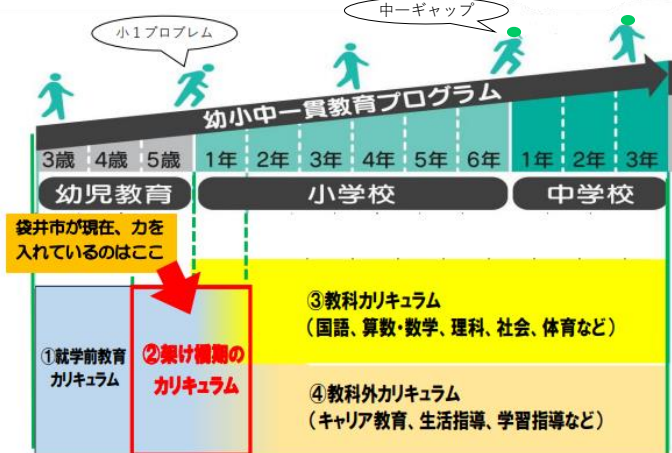 中一ギャップ
小１プロブレム
幼小中一貫教育プログラム
3歳 4歳 5歳 1年 2年 3年 4年 5年 6年 1年 2年 3年
幼児教育 小学校 中学校
袋井市が現在、力を
入れているのはここ
①就学前教育
カリキュラム
②架け橋期の
カリキュラム
③教科カリキュラム
（国語、算数・数学、理科、社会、体育など）
④教科外カリキュラム
（キャリア教育、生活指導、学習指導など）